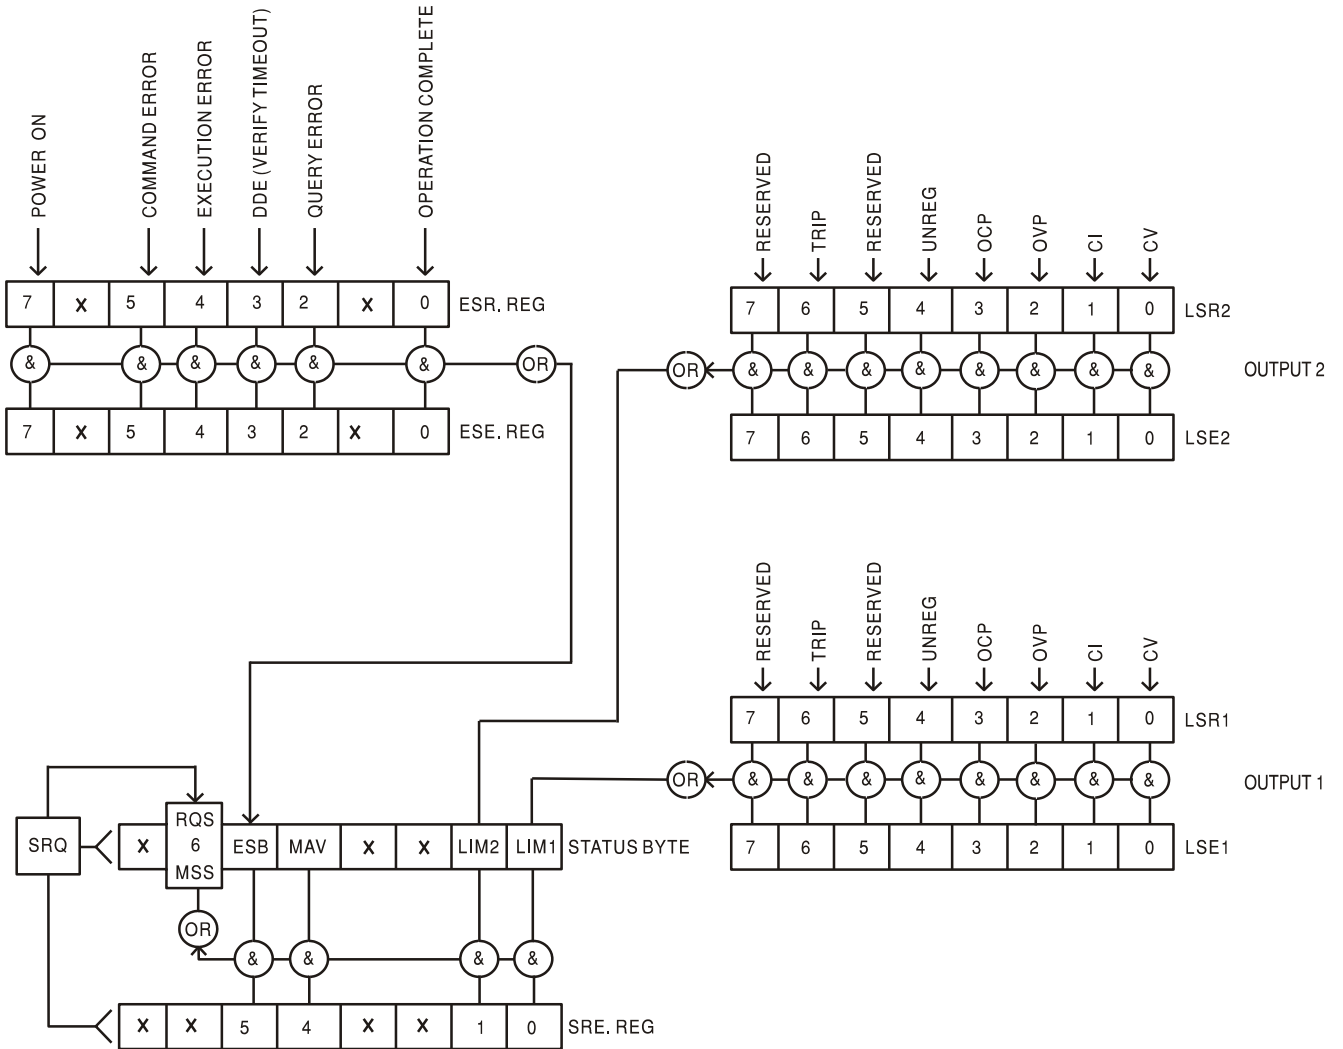 POWER ON
COMMAND ERROR
EXECUTION ERROR
DDE (VERIFY TIMEOUT)
QUERY ERROR
OPERATION COMPLETE
7 X 5 4 3 2 X 0 ESR. REG
& & & & & & OR
7 X 5 4 3 2 X 0 ESE. REG
RESERVED
TRIP
RESERVED
UNREG
OCP
OVP
CI
CV
7 6 5 4 3 2 1 0 LSR2
OR & & & & & & & & OUTPUT 2
7 6 5 4 3 2 1 0 LSE2
RESERVED
TRIP
RESERVED
UNREG
OCP
OVP
CI
CV
7 6 5 4 3 2 1 0 LSR1
OR & & & & & & & & OUTPUT 1
7 6 5 4 3 2 1 0 LSE1
SRQ
X
RQS
6
MSS
ESB MAV X X LIM2 LIM1 STATUS BYTE
OR
& & & &
X X 5 4 X X 1 0 SRE. REG